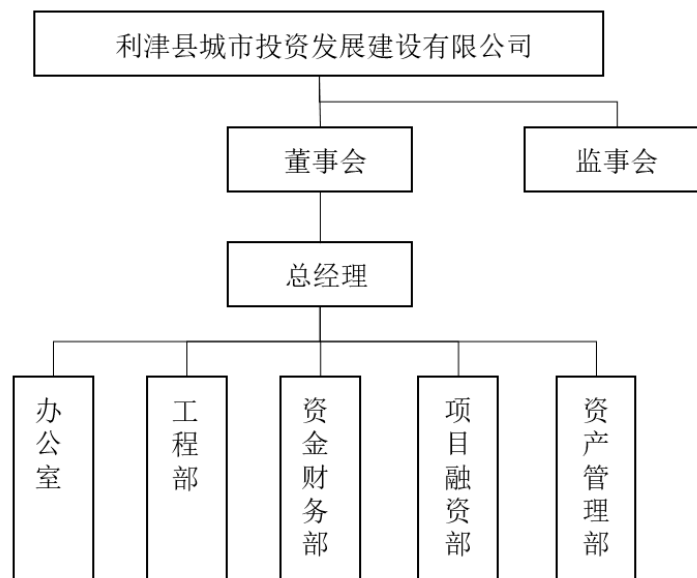 利津县城市投资发展建设有限公司
董事会
监事会
总经理
办公室
工程部
资金财务部
项目融资部
资产管理部